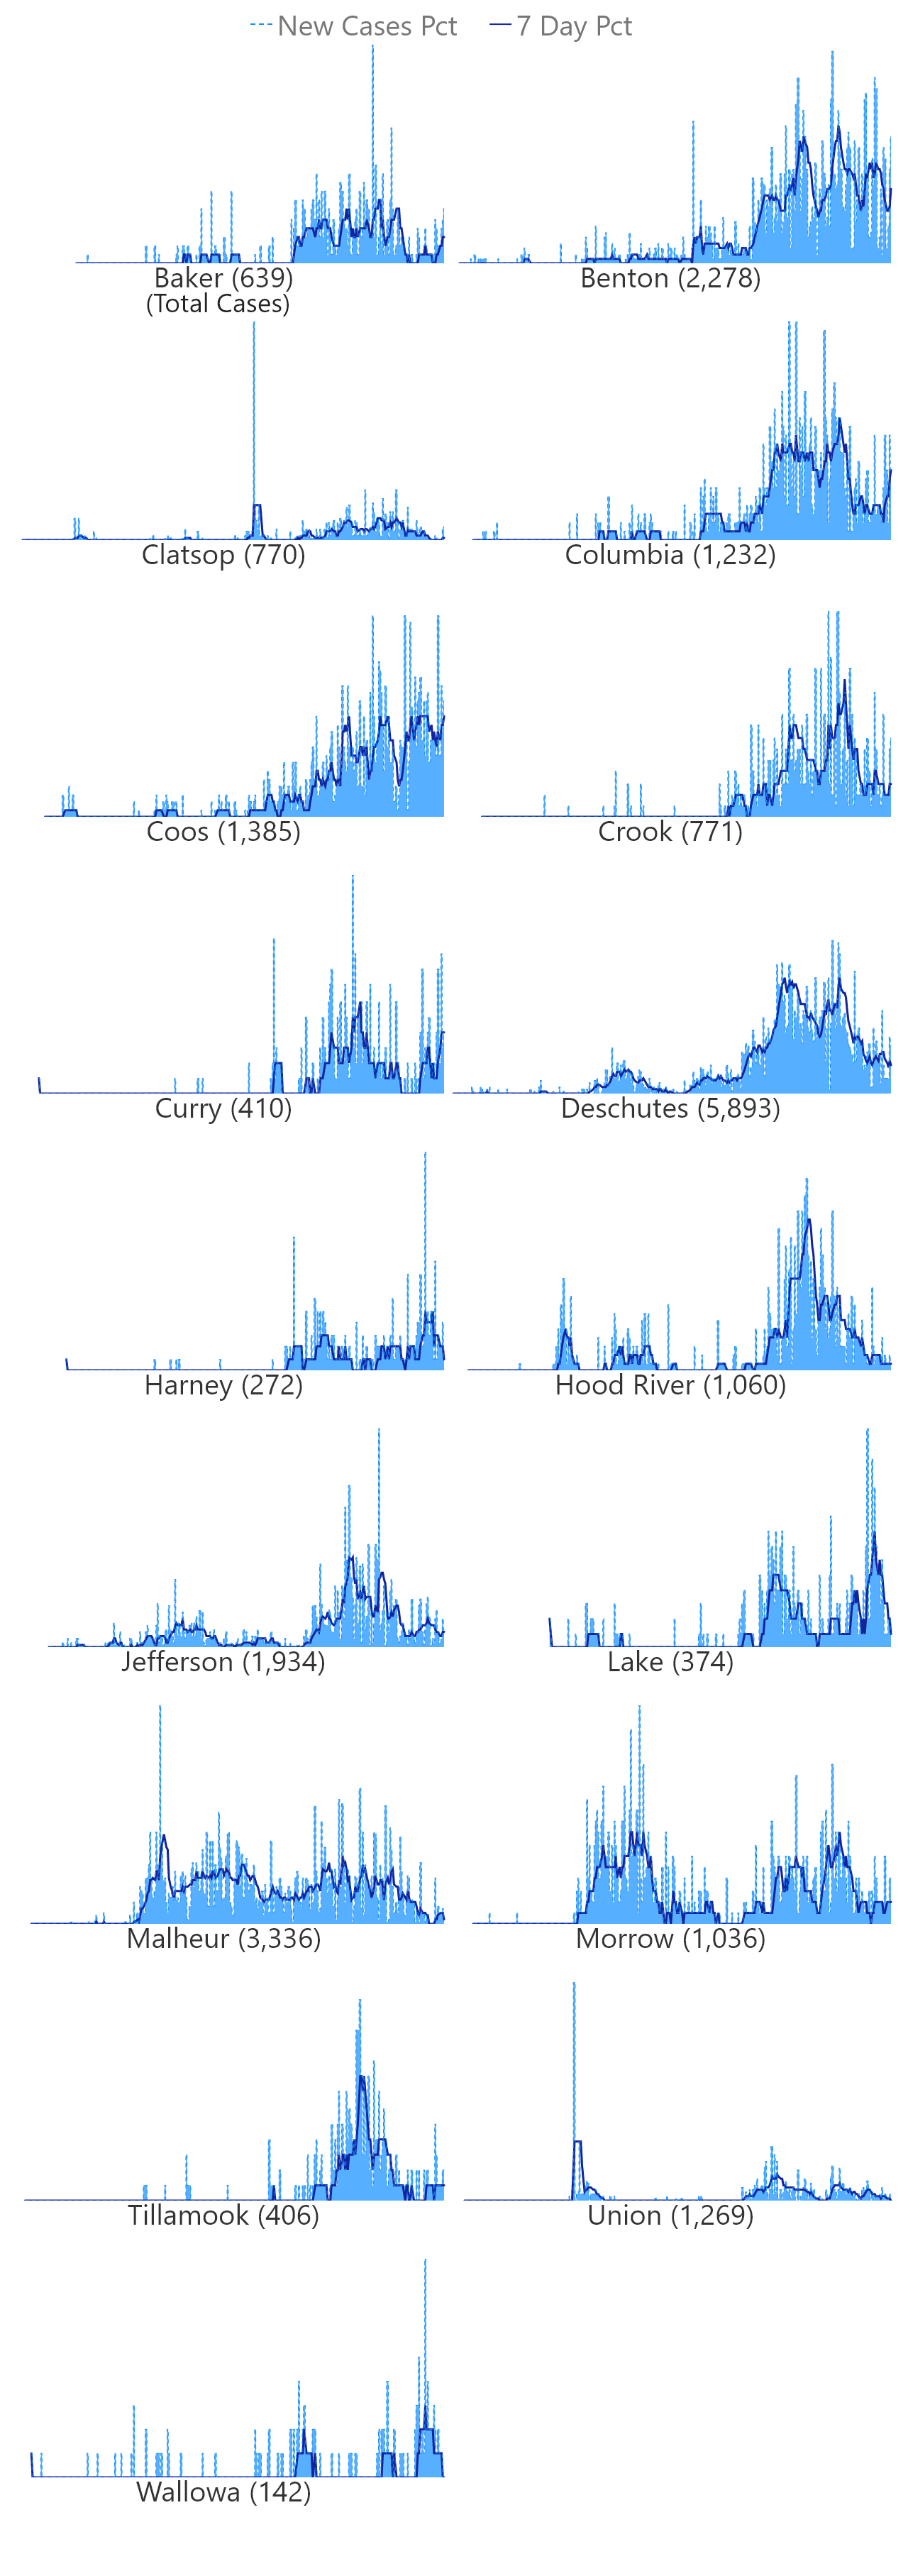 New Cases Pct 7 Day Pct
Baker (639) Benton (2,278)
(Total Cases)
Clatsop (770) Columbia (1,232)
Coos (1,385) Crook (771)
Curry (410) Deschutes (5,893)
Harney (272) Hood River (1,060)
Jefferson (1,934) Lake (374)
Malheur (3,336) Morrow (1,036)
Tillamook (406) Union (1,269)
Wallowa (142)